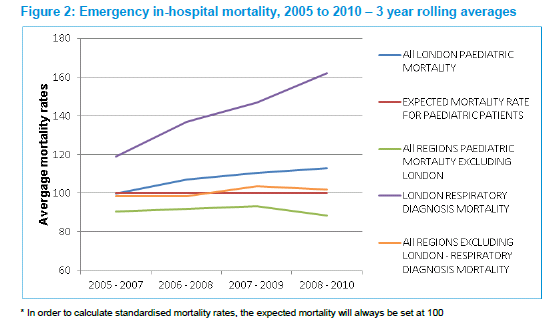 Figure 2: Emergency in-hospital mortality, 2005 to 2010 – 3 year rolling averages
180
160
140
120
100
80
60
Avergage mortality rates
2005 - 2007
2006 - 2008
2007 - 2009
2008 - 2010
All LONDON PAEDIATRIC
MORTALITY
EXPECTED MORTALITY RATE
FOR PAEDIATRIC PATIENTS
All REGIONS PAEDIATRIC
MORTALITY EXCLUDING
LONDON
LONDON RESPIRATORY
DIAGNOSIS MORTALITY
All REGIONS EXCLUDING
LONDON - RESPIRATORY
DIAGNOSIS MORTALITY
* In order to calculate standardised mortality rates, the expected mortality will always be set at 100